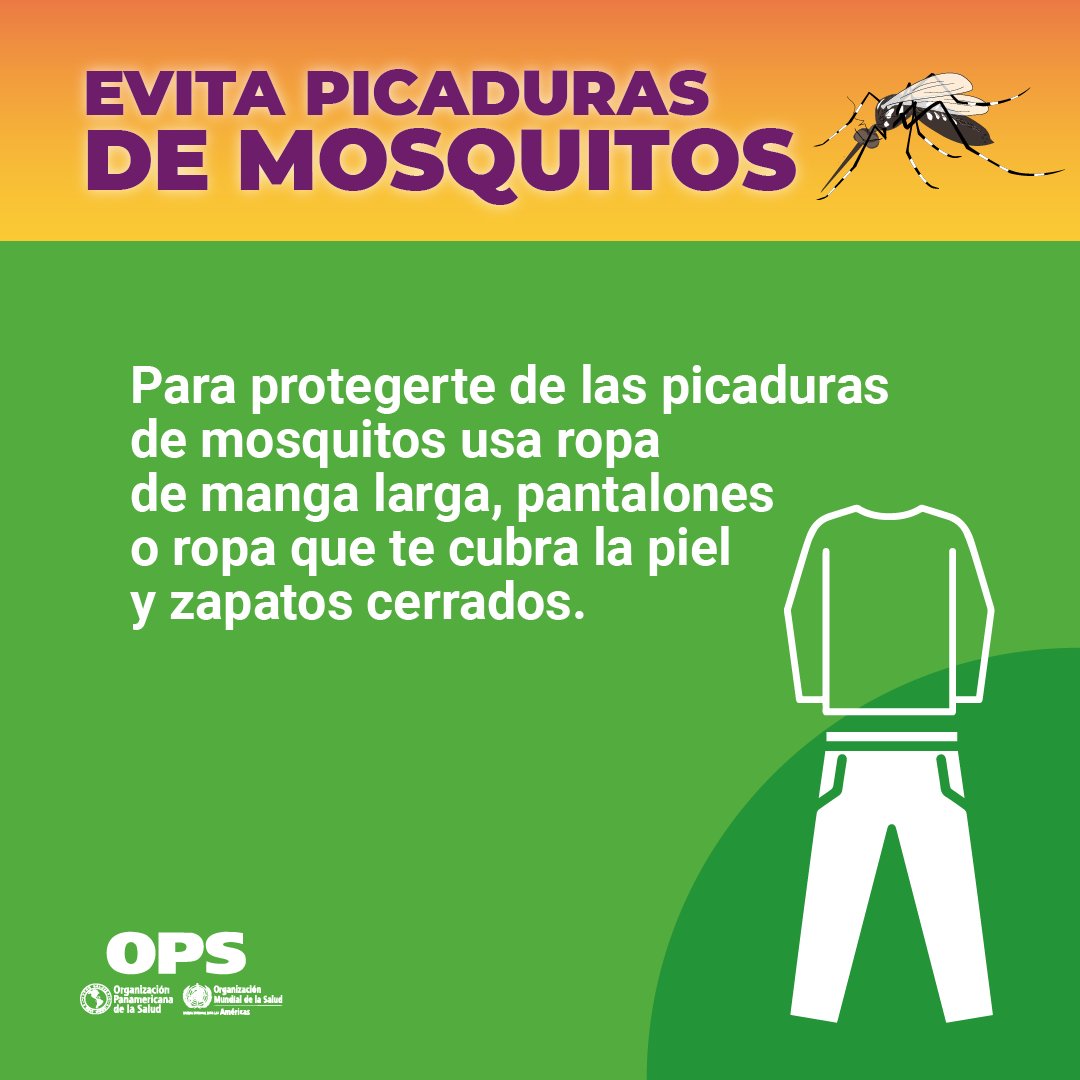 EVITA PICADURAS
DE MOSQUITOS
Para protegerte de las picaduras
de mosquitos usa ropa
de manga larga, pantalones
o ropa que te cubra la piel
y zapatos cerrados.
OPS
Organización
Panamericana
de la Salud
Organización
Mundial de la Salud
Américas